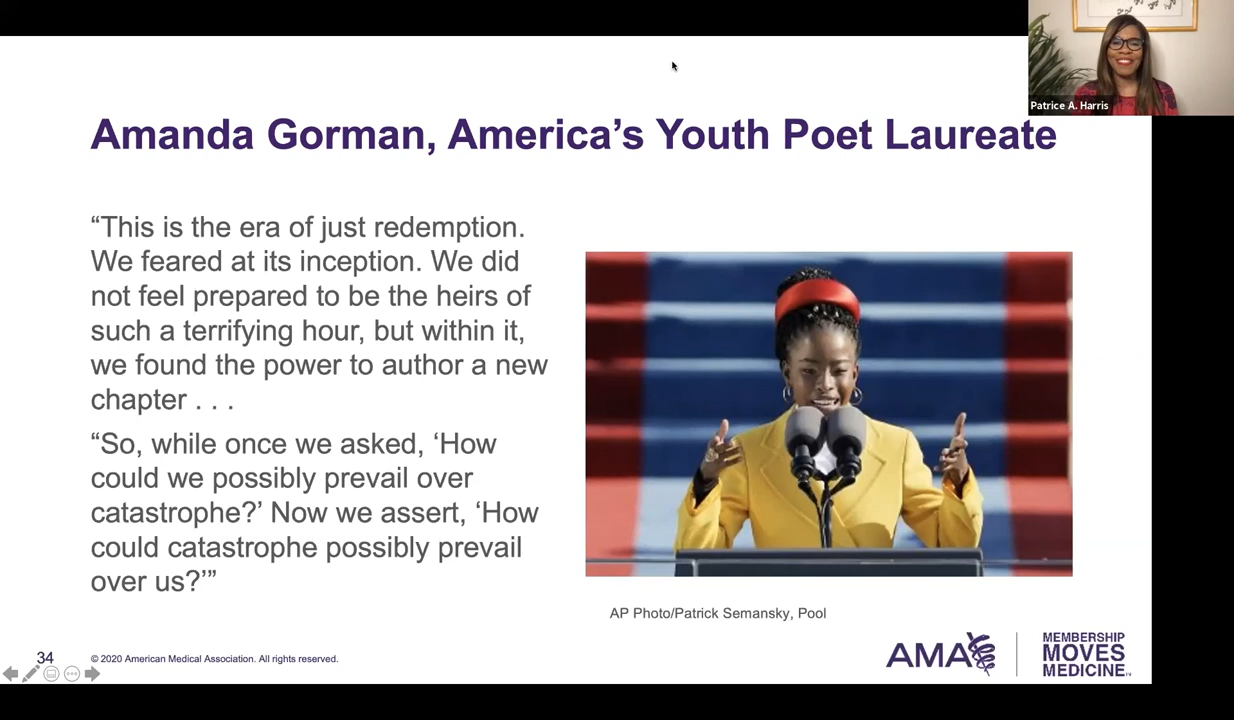 Patrice A. Harris
Amanda Gorman, America’s Youth Poet Laureate
“This is the era of just redemption.
We feared at its inception. We did
not feel prepared to be the heirs of
such a terrifying hour, but within it,
we found the power to author a new
chapter . . .
“So, while once we asked, ‘How
could we possibly prevail over
catastrophe?’ Now we assert, ‘How
could catastrophe possibly prevail
over us?’”
AP Photo/Patrick Semansky, Pool
34
© 2020 American Medical Association. All rights reserved.
AMA
MEMBERSHIP
MOVES
MEDICINE™